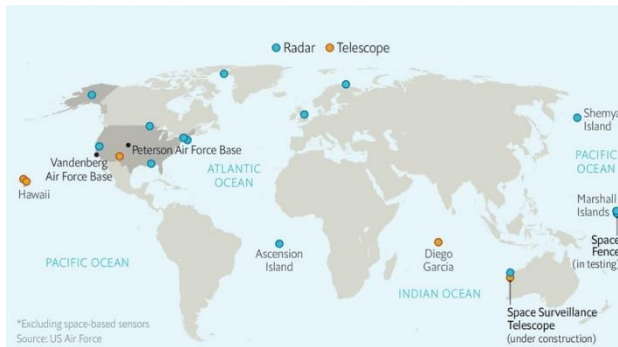 Radar
Telescope
Shemya
Island
Peterson Air Force Base
Vandenberg
Air Force Base
ATLANTIC
OCEAN
PACIFIC
OCEAN
Hawaii
Marshall
Islands
Space
Fence
(in testing)
Ascension
Island
Diego
Garcia
PACIFIC OCEAN
INDIAN OCEAN
Space Surveillance
Telescope
(under construction)
*Excluding space-based sensors
Source: US Air Force